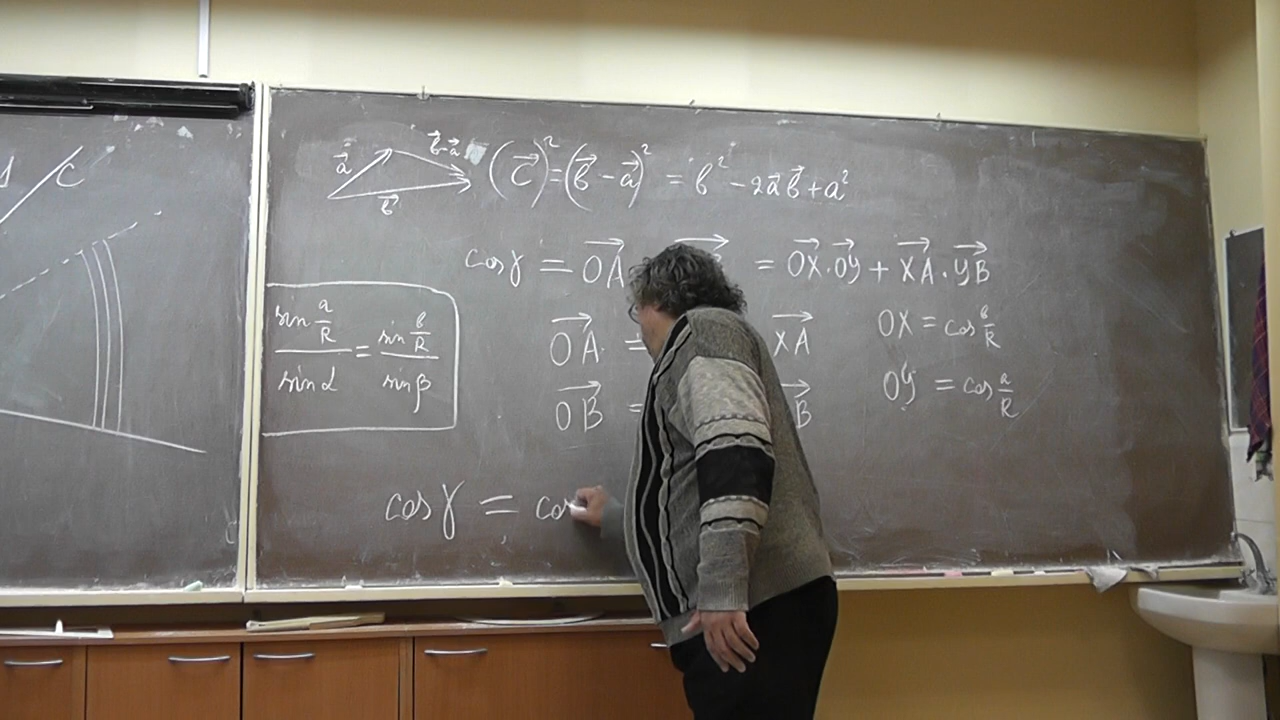 C
a⃗ b⃗-a⃗ b⃗ (c⃗)² = (b⃗ - a⃗)² = b² - 2a⃗b⃗ + a²
cos γ = OA⃗ = OX⃗ · OY⃗ + XA⃗ · YB⃗
sin a/R / sin α = sin b/R / sin β
OA⃗ = XA⃗ OX = cos b/R
OB⃗ = B⃗ OY = cos a/R
cos γ = cos